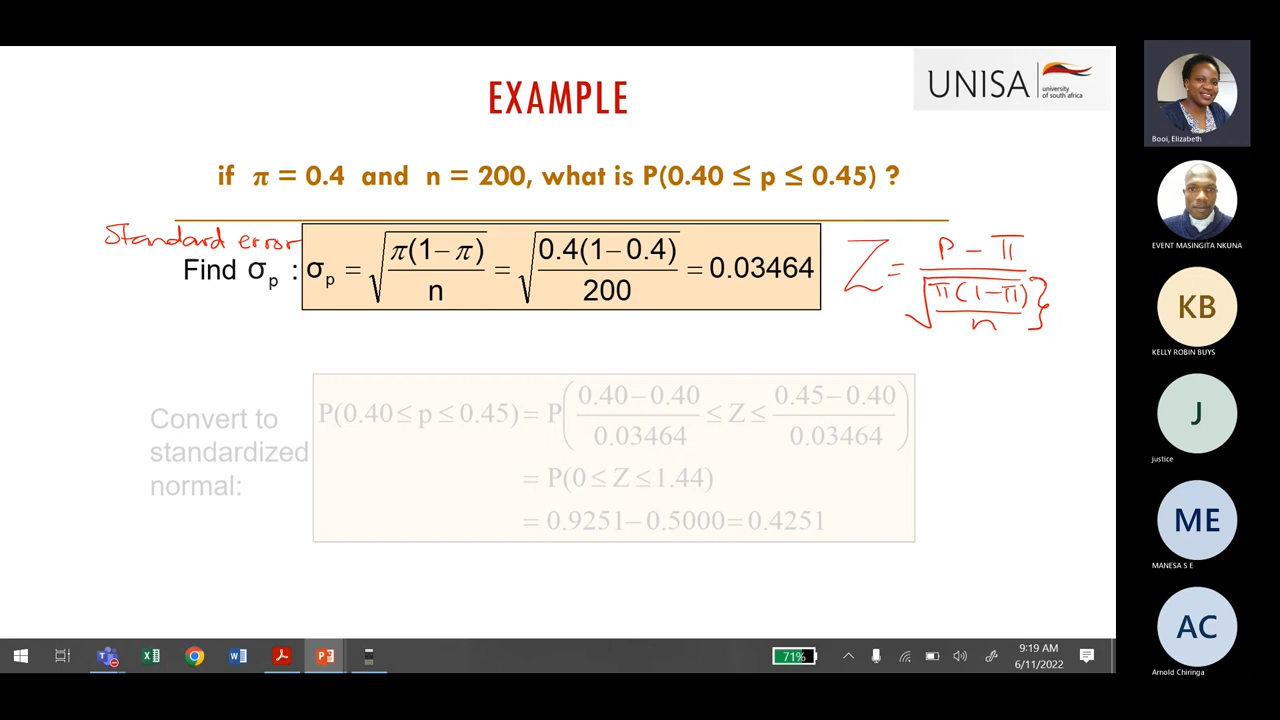 EXAMPLE
UNISA
university
of south africa
if π = 0.4 and n = 200, what is P(0.40 ≤ p ≤ 0.45) ?
Standard error
Find σp : σp = √(π(1−π)/n) = √(0.4(1−0.4)/200) = 0.03464
Z = (P − π)/√(π(1−π)/n)
Convert to
standardized
normal:
P(0.40 ≤ p ≤ 0.45) = P((0.40−0.40)/0.03464 ≤ Z ≤ (0.45−0.40)/0.03464)
= P(0 ≤ Z ≤ 1.44)
= 0.9251−0.5000 = 0.4251
Booi, Elizabeth
EVENT MASINGITA NKUNA
KB
KELLY ROBIN BUYS
J
justice
ME
MANESA S E
AC
Arnold Chiringa
71%
9:19 AM
6/11/2022